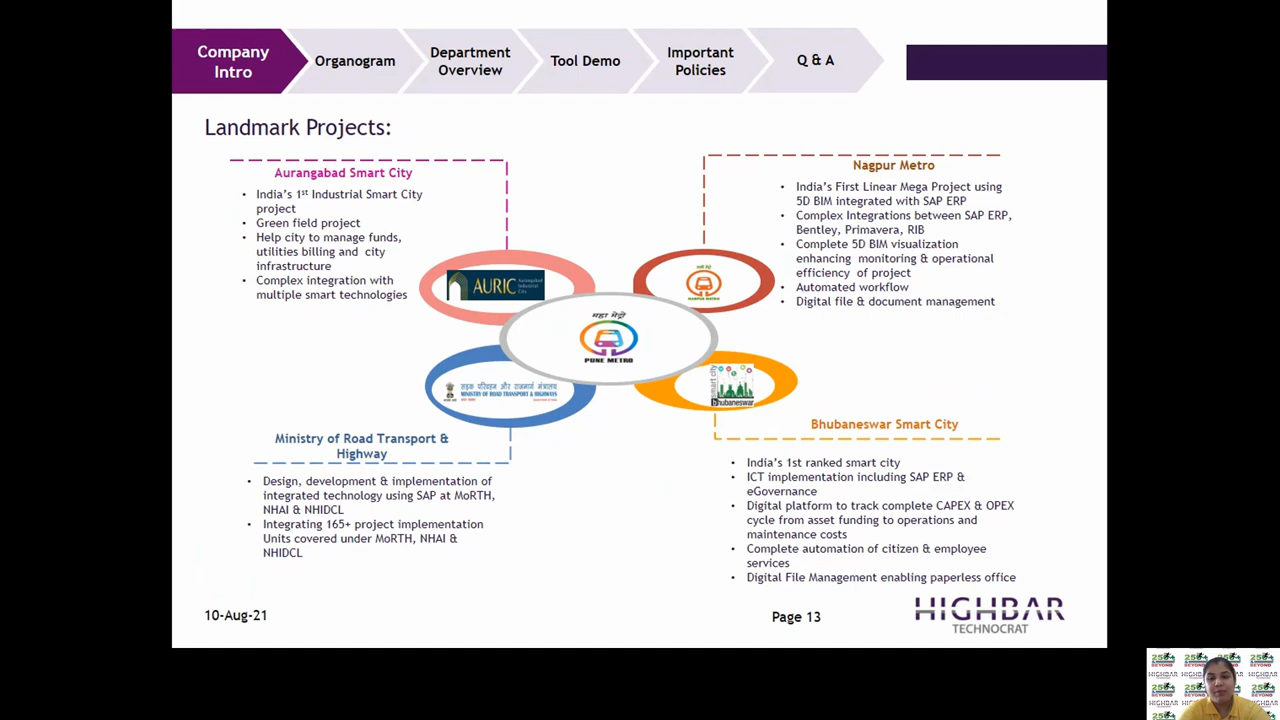 Company
Intro
Organogram
Department
Overview
Tool Demo
Important
Policies
Q & A
Landmark Projects:
Aurangabad Smart City
• India's 1st Industrial Smart City
project
• Green field project
• Help city to manage funds,
utilities billing and city
infrastructure
• Complex integration with
multiple smart technologies
Nagpur Metro
• India's First Linear Mega Project using
5D BIM integrated with SAP ERP
• Complex Integrations between SAP ERP,
Bentley, Primavera, RIB
• Complete 5D BIM visualization
enhancing monitoring & operational
efficiency of project
• Automated workflow
• Digital file & document management
AURIC
Aurangabad
Industrial
City
NAGPUR METRO
महा मेट्रो
PUNE METRO
सड़क परिवहन और राजमार्ग मंत्रालय
MINISTRY OF ROAD TRANSPORT & HIGHWAYS
smart city
Bhubaneswar
Ministry of Road Transport &
Highway
• Design, development & implementation of
integrated technology using SAP at MoRTH,
NHAI & NHIDCL
• Integrating 165+ project implementation
Units covered under MoRTH, NHAI &
NHIDCL
Bhubaneswar Smart City
• India's 1st ranked smart city
• ICT implementation including SAP ERP &
eGovernance
• Digital platform to track complete CAPEX & OPEX
cycle from asset funding to operations and
maintenance costs
• Complete automation of citizen & employee
services
• Digital File Management enabling paperless office
10-Aug-21
Page 13
HIGHBAR
TECHNOCRAT